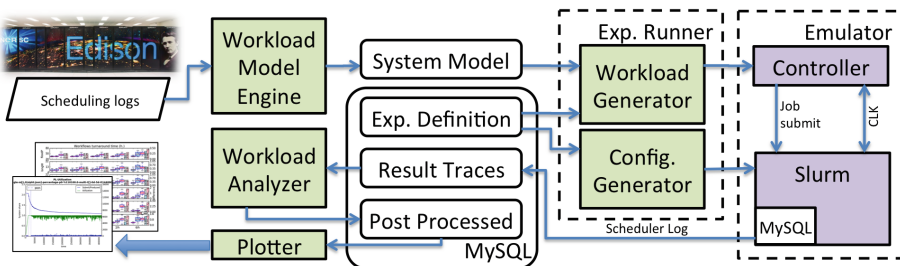 Edison
Scheduling logs
Workload
Model
Engine
System Model
Exp. Runner
Workload
Generator
Config.
Generator
Emulator
Controller
Job
submit
CLK
Slurm
MySQL
Exp. Definition
Result Traces
Post Processed
MySQL
Workload
Analyzer
Plotter
Scheduler Log